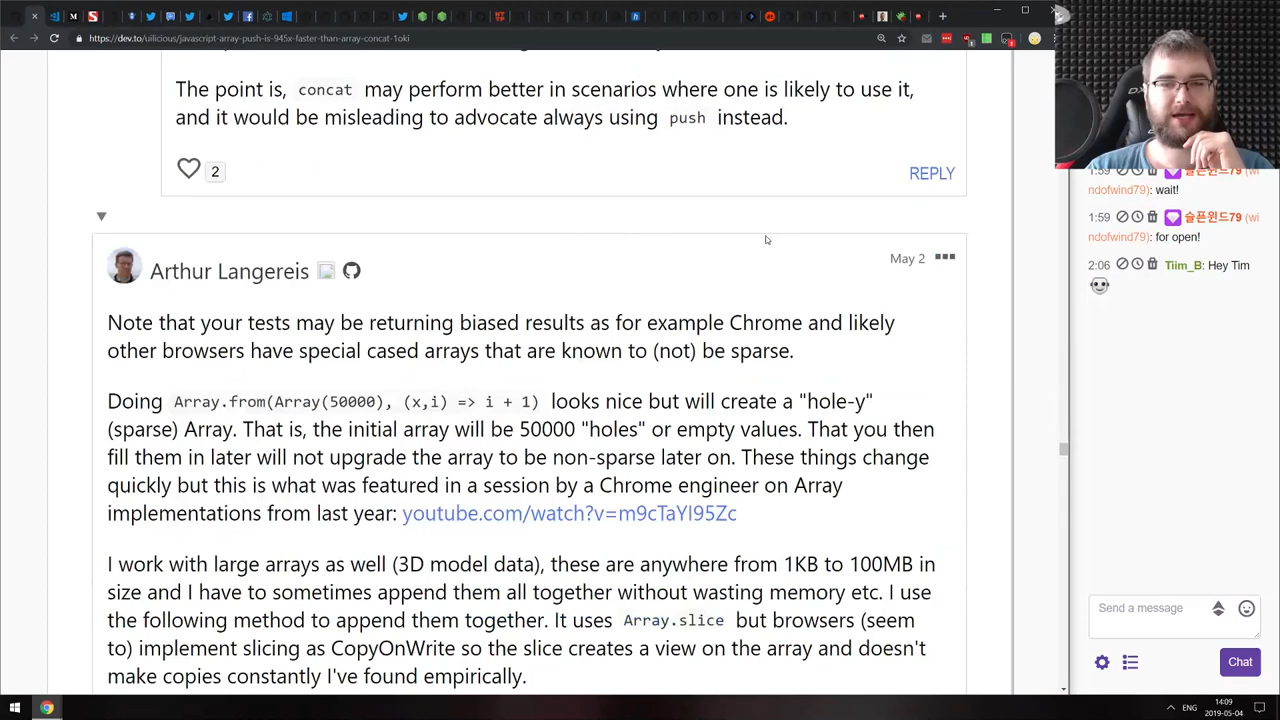 https://dev.to/uilicious/javascript-array-push-is-945x-faster-than-array-concat-1oki
The point is, concat may perform better in scenarios where one is likely to use it,
and it would be misleading to advocate always using push instead.
2
REPLY
Arthur Langereis
May 2
Note that your tests may be returning biased results as for example Chrome and likely
other browsers have special cased arrays that are known to (not) be sparse.
Doing Array.from(Array(50000), (x,i) => i + 1) looks nice but will create a "hole-y"
(sparse) Array. That is, the initial array will be 50000 "holes" or empty values. That you then
fill them in later will not upgrade the array to be non-sparse later on. These things change
quickly but this is what was featured in a session by a Chrome engineer on Array
implementations from last year: youtube.com/watch?v=m9cTaYI95Zc
I work with large arrays as well (3D model data), these are anywhere from 1KB to 100MB in
size and I have to sometimes append them all together without wasting memory etc. I use
the following method to append them together. It uses Array.slice but browsers (seem
to) implement slicing as CopyOnWrite so the slice creates a view on the array and doesn't
make copies constantly I've found empirically.
1:59 슬픈윈드79 (wi
ndofwind79): wait!
1:59 슬픈윈드79 (wi
ndofwind79): for open!
2:06 Tiim_B: Hey Tim
Send a message
Chat
ENG
14:09
2019-05-04